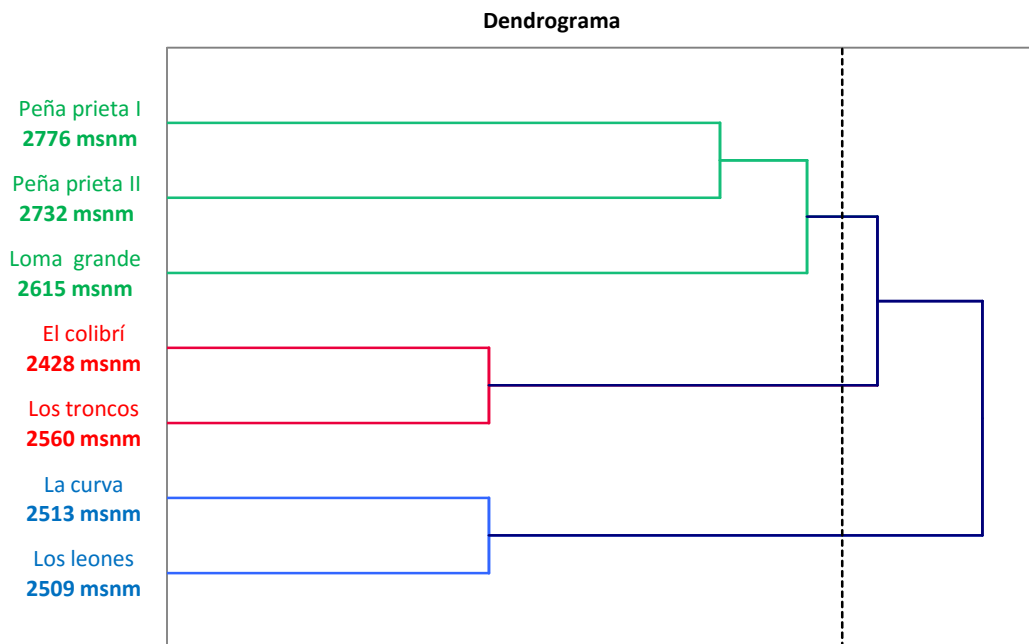 Dendrograma
Peña prieta I
2776 msnm
Peña prieta II
2732 msnm
Loma grande
2615 msnm
El colibrí
2428 msnm
Los troncos
2560 msnm
La curva
2513 msnm
Los leones
2509 msnm